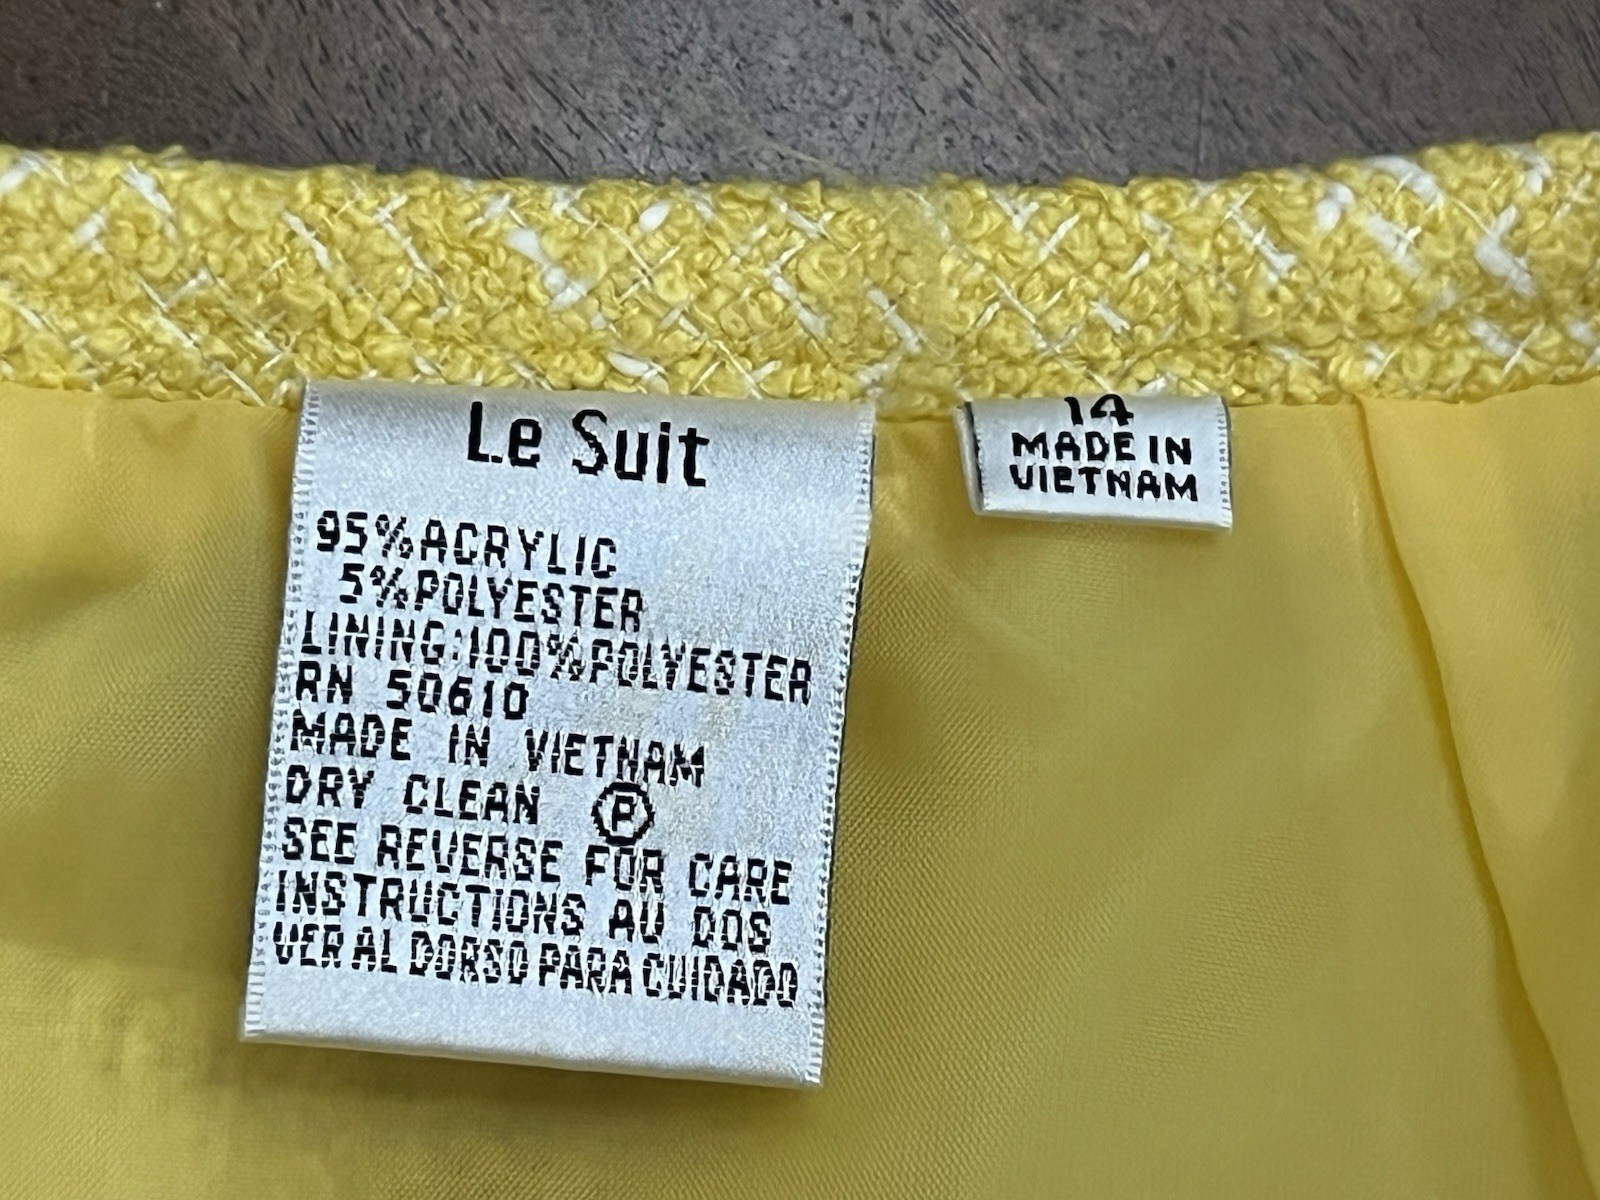 Le Suit
95% ACRYLIC
5% POLYESTER
LINING: 100% POLYESTER
RN 50610
MADE IN VIETNAM
DRY CLEAN Ⓟ
SEE REVERSE FOR CARE
INSTRUCTIONS AU DOS
VER AL DORSO PARA CUIDADO
14
MADE IN
VIETNAM